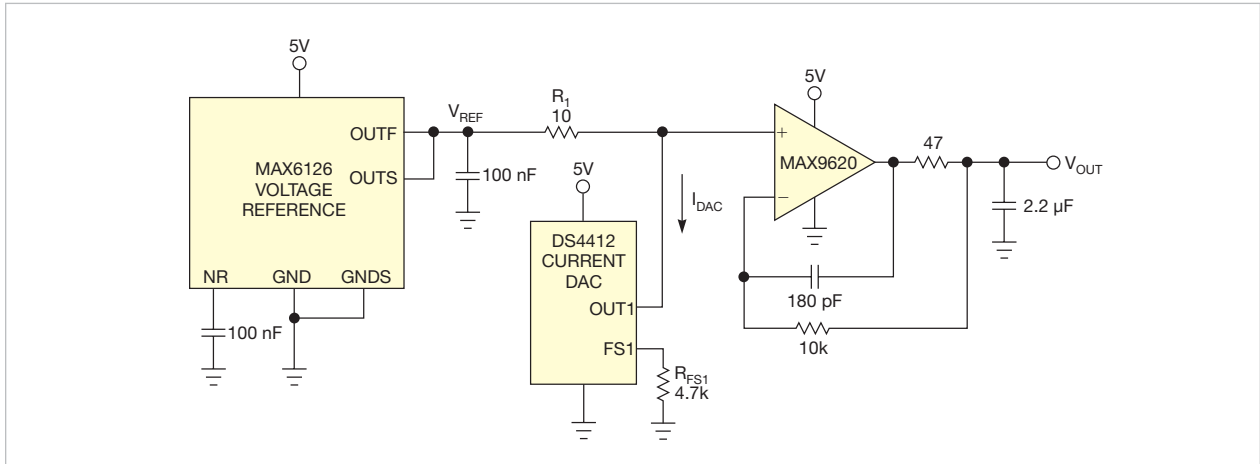 5V
MAX6126
VOLTAGE
REFERENCE
OUTF
OUTS
NR
GND
GNDS
100 nF
V_REF
100 nF
R_1
10
5V
DS4412
CURRENT
DAC
OUT1
FS1
I_DAC
R_FS1
4.7k
5V
+
MAX9620
−
180 pF
10k
47
V_OUT
2.2 µF